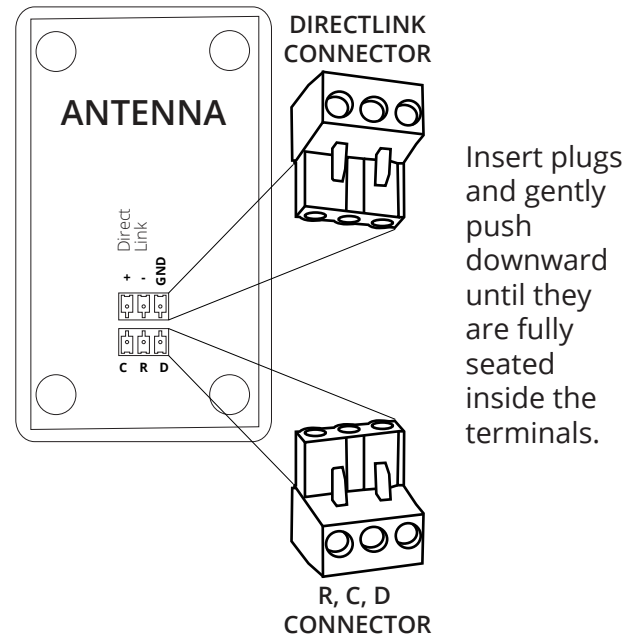 DIRECTLINK
CONNECTOR
ANTENNA
Direct
Link
+ - GND
C R D
Insert plugs
and gently
push
downward
until they
are fully
seated
inside the
terminals.
R, C, D
CONNECTOR